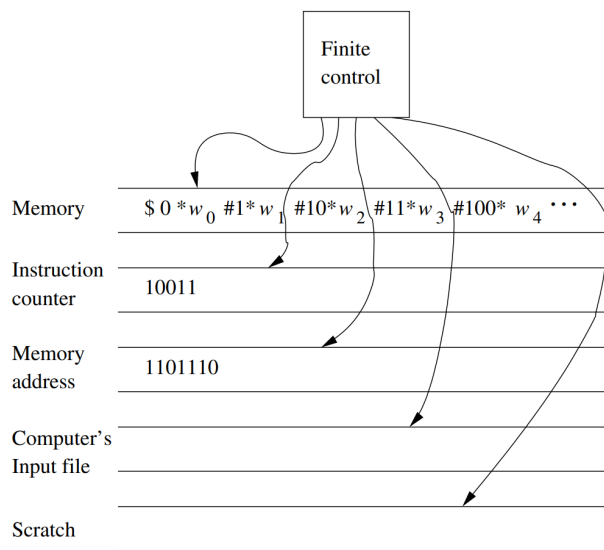 Finite
control
Memory
$ 0 *w0 #1*w1 #10*w2 #11*w3 #100* w4 ···
Instruction
counter
10011
Memory
address
1101110
Computer's
Input file
Scratch